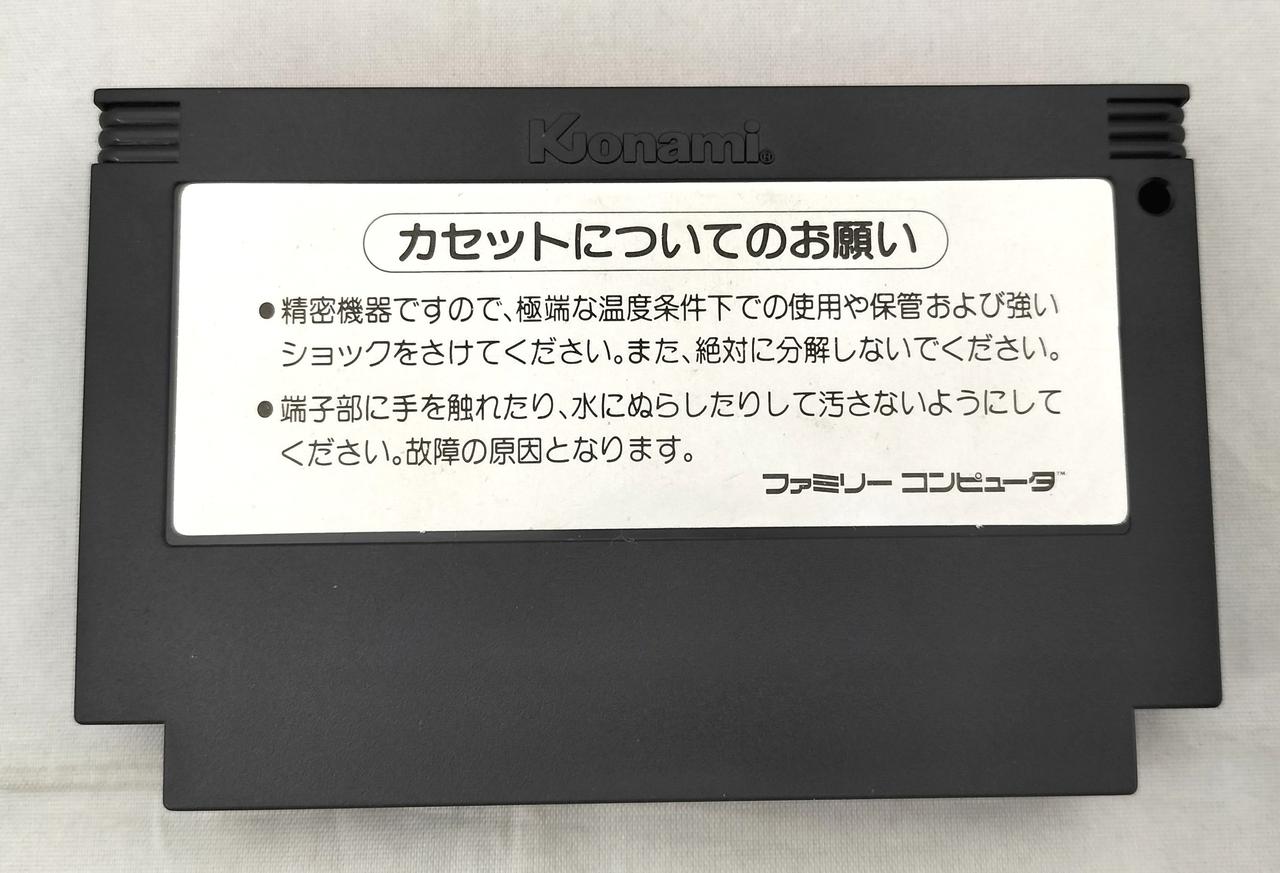 Konami®
カセットについてのお願い
●精密機器ですので、極端な温度条件下での使用や保管および強い
ショックをさけてください。また、絶対に分解しないでください。
●端子部に手を触れたり、水にぬらしたりして汚さないようにして
ください。故障の原因となります。
ファミリー コンピュータ™